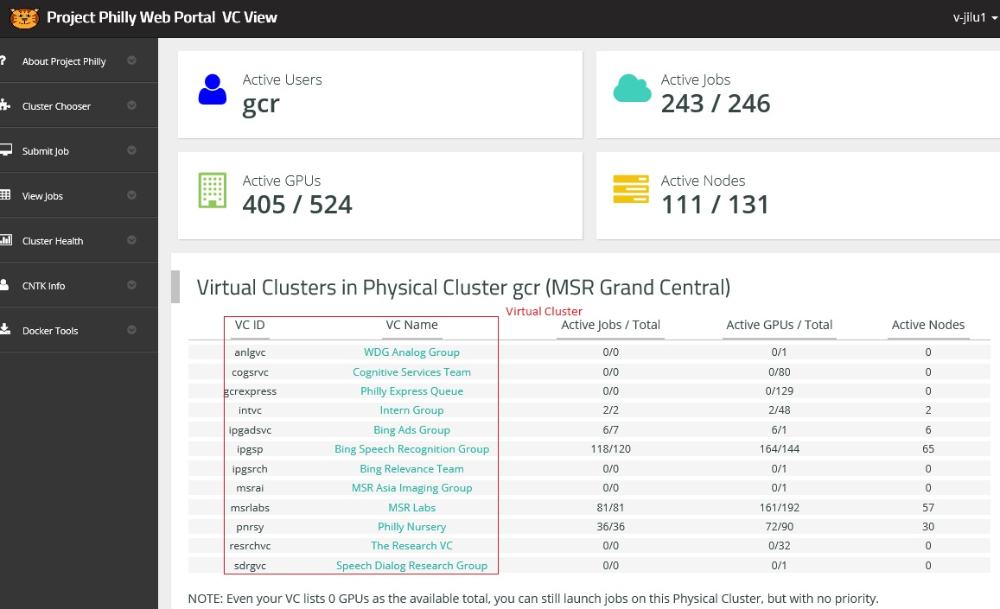 Project Philly Web Portal VC View
v-jilu1
About Project Philly
Cluster Chooser
Submit Job
View Jobs
Cluster Health
CNTK Info
Docker Tools
Active Users
gcr
Active Jobs
243 / 246
Active GPUs
405 / 524
Active Nodes
111 / 131
Virtual Clusters in Physical Cluster gcr (MSR Grand Central)
Virtual Cluster
VC ID VC Name Active Jobs / Total Active GPUs / Total Active Nodes
anlgvc WDG Analog Group 0/0 0/1 0
cogsrvc Cognitive Services Team 0/0 0/80 0
gcrexpress Philly Express Queue 0/0 0/129 0
intvc Intern Group 2/2 2/48 2
ipgadsvc Bing Ads Group 6/7 6/1 6
ipgsp Bing Speech Recognition Group 118/120 164/144 65
ipgsrch Bing Relevance Team 0/0 0/1 0
msrai MSR Asia Imaging Group 0/0 0/1 0
msrlabs MSR Labs 81/81 161/192 57
pnrsy Philly Nursery 36/36 72/90 30
resrchvc The Research VC 0/0 0/32 0
sdrgvc Speech Dialog Research Group 0/0 0/1 0
NOTE: Even your VC lists 0 GPUs as the available total, you can still launch jobs on this Physical Cluster, but with no priority.